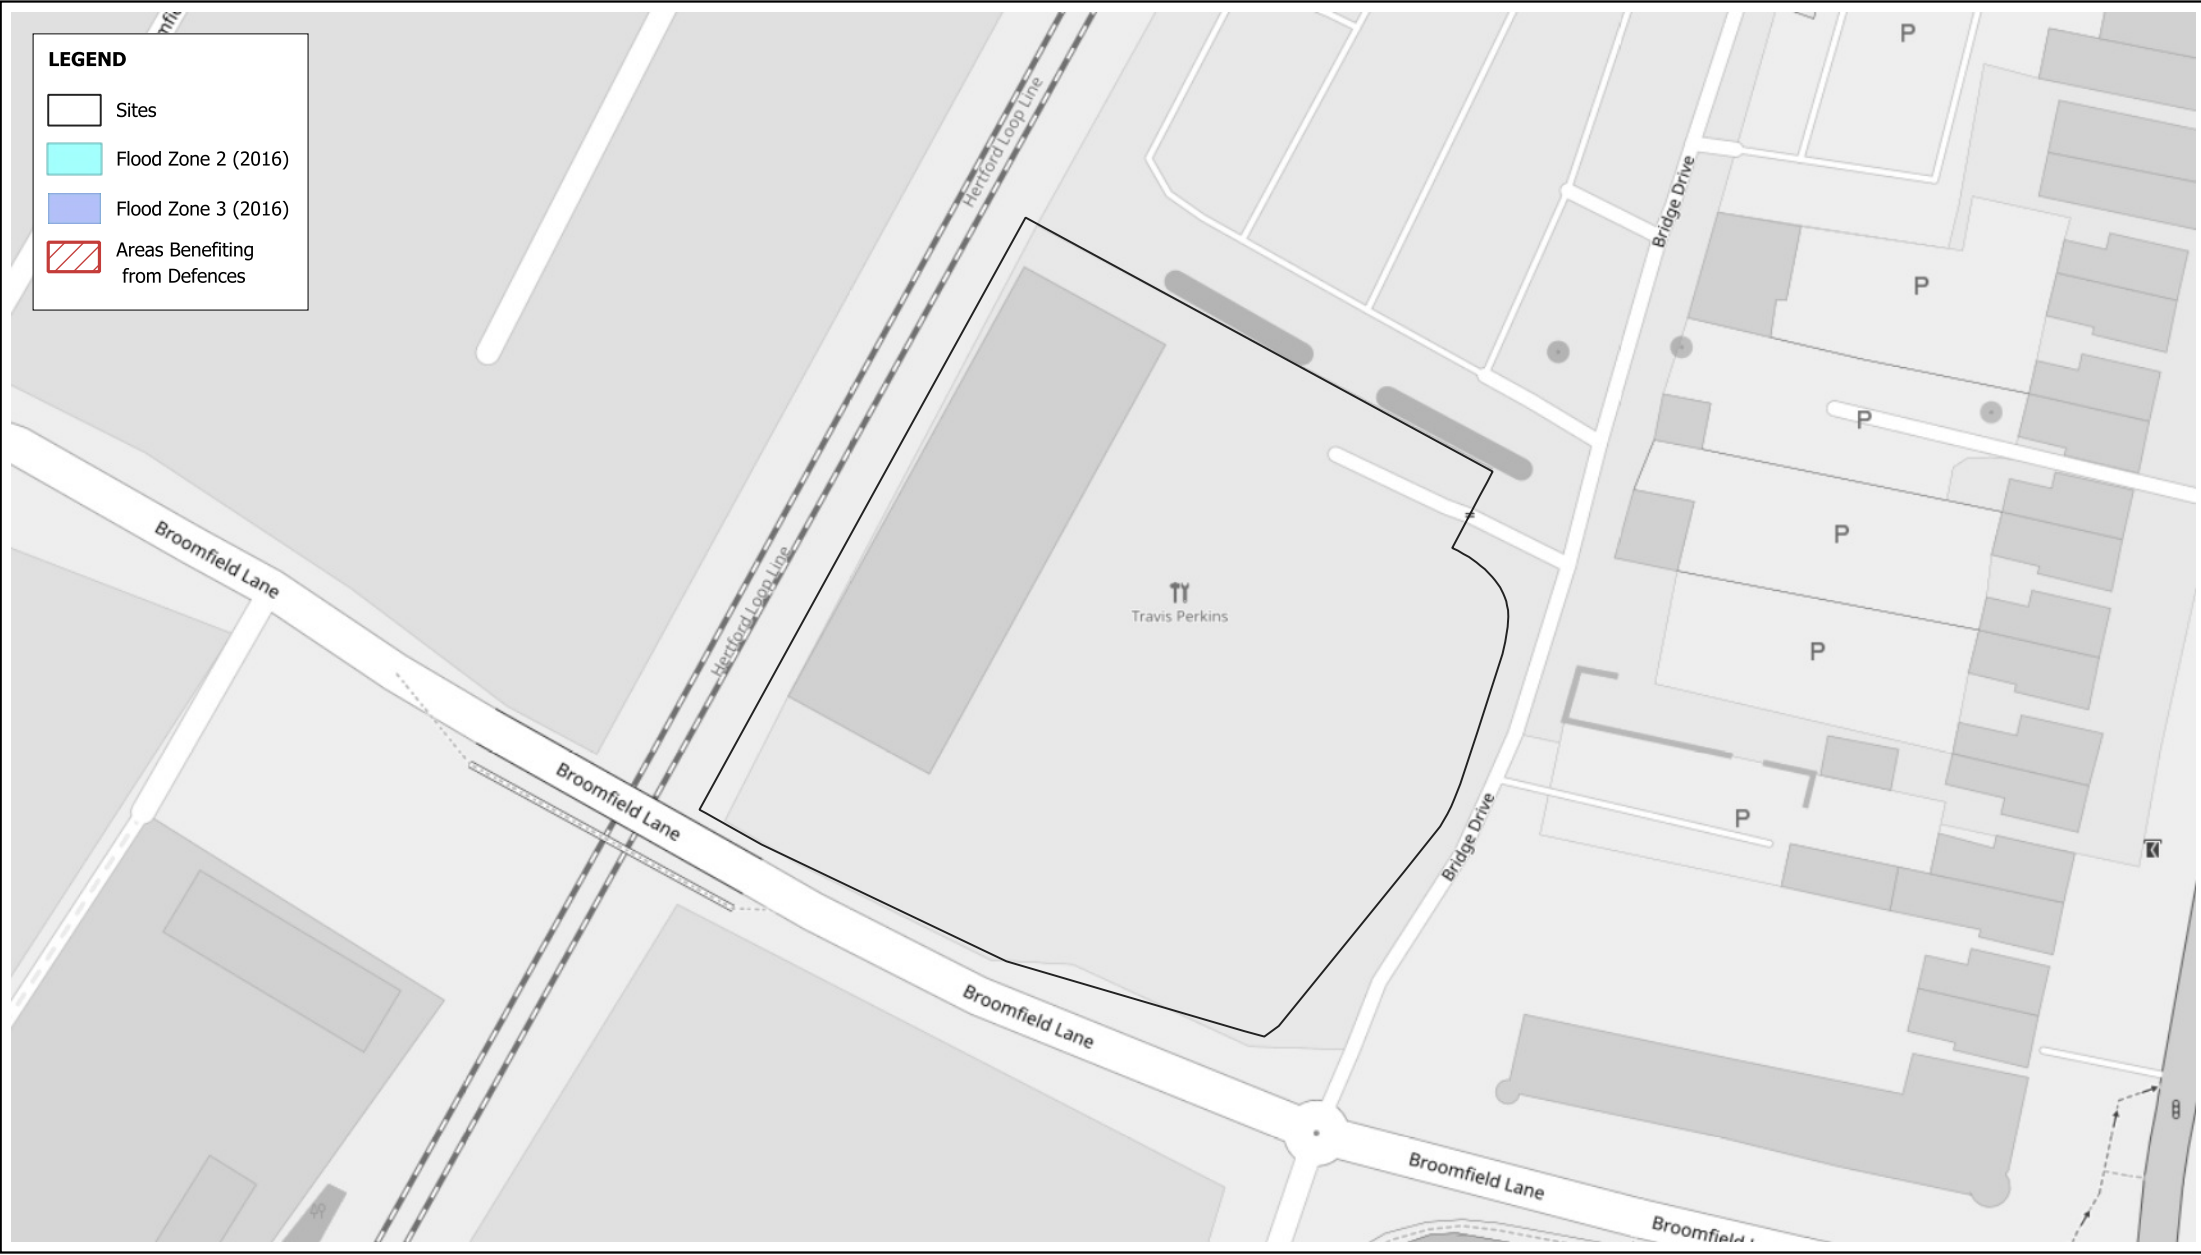 LEGEND
Sites
Flood Zone 2 (2016)
Flood Zone 3 (2016)
Areas Benefiting
from Defences
P
Hertford Loop Line
Bridge Drive
P
P
Broomfield Lane
P
Hertford Loop Line
Travis Perkins
P
Broomfield Lane
P
Bridge Drive
Broomfield Lane
Broomfield Lane
Broomfield